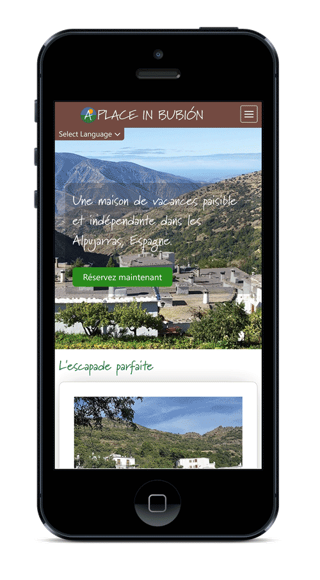 A PLACE IN BUBIÓN
Select Language
Une maison de vacances paisible
et indépendante dans les
Alpujarras, Espagne.
Réservez maintenant
L'escapade parfaite